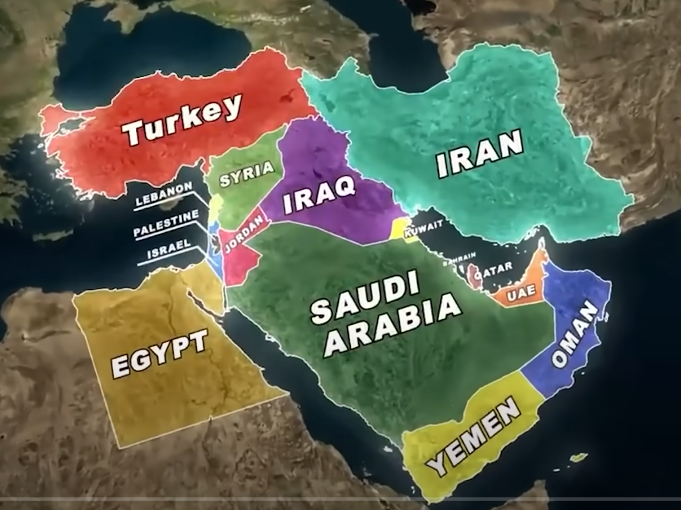 Turkey
IRAN
SYRIA
LEBANON
IRAQ
PALESTINE
JORDAN
KUWAIT
ISRAEL
BAHRAIN
QATAR
SAUDI
ARABIA
UAE
EGYPT
OMAN
YEMEN